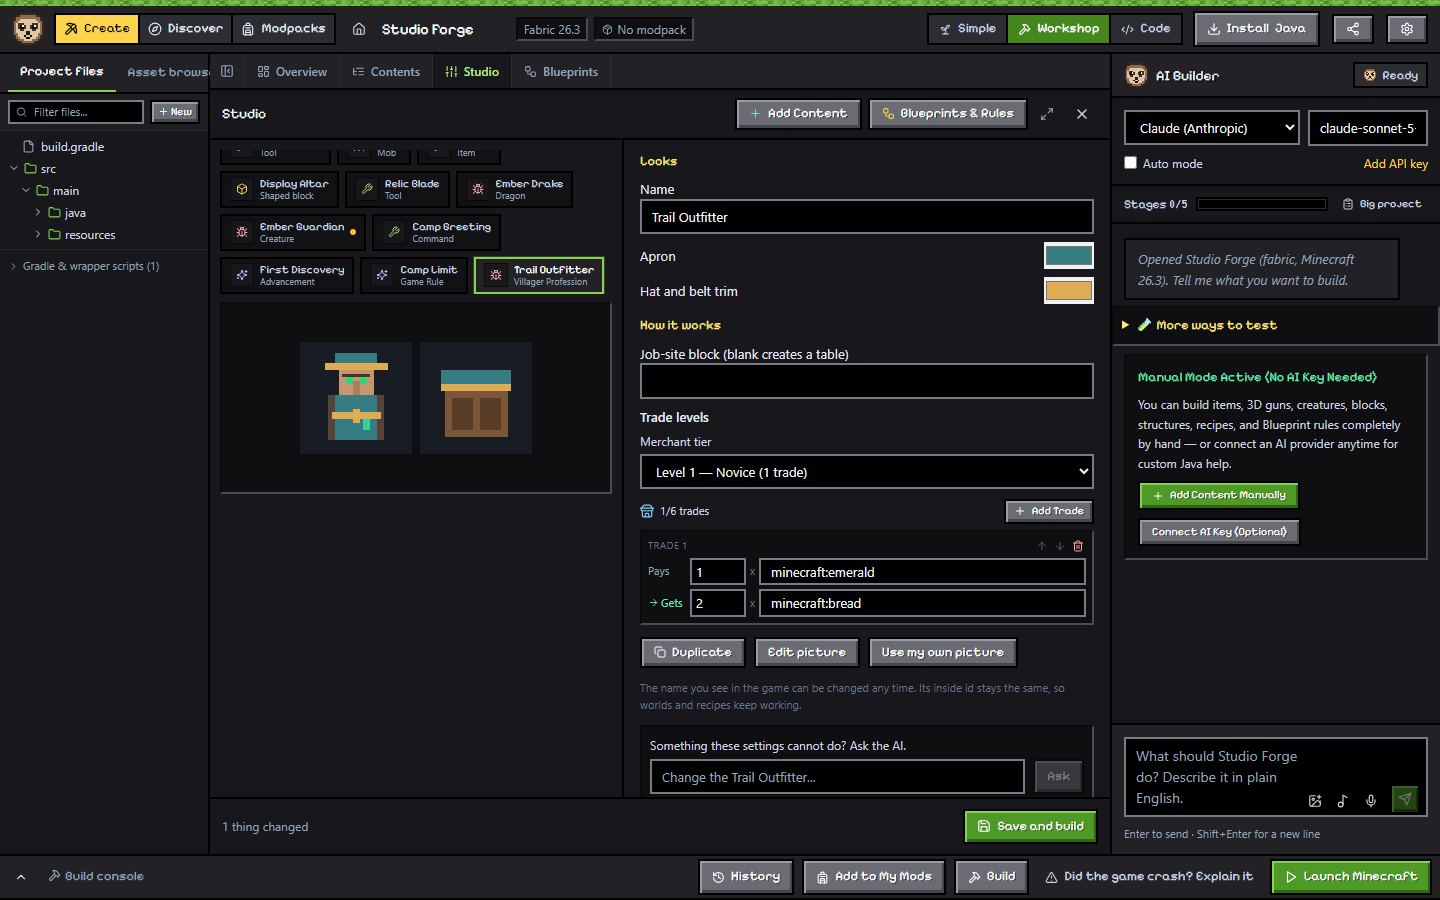 Create
Discover
Modpacks
Studio Forge
Fabric 26.3
No modpack
Simple
Workshop
Code
Install Java
Project Files
Asset brows
Overview
Contents
Studio
Blueprints
AI Builder
Ready
Filter files...
New
Studio
Add Content
Blueprints & Rules
Claude (Anthropic)
claude-sonnet-5-
Auto mode
Add API key
Stages 0/5
Big project
build.gradle
src
main
java
resources
Gradle & wrapper scripts (1)
Tool
Mob
Item
Display Altar
Shaped block
Relic Blade
Tool
Ember Drake
Dragon
Ember Guardian
Creature
Camp Greeting
Command
First Discovery
Advancement
Camp Limit
Game Rule
Trail Outfitter
Villager Profession
Looks
Name
Trail Outfitter
Apron
Hat and belt trim
How it works
Job-site block (blank creates a table)
Trade levels
Merchant tier
Level 1 — Novice (1 trade)
1/6 trades
Add Trade
TRADE 1
Pays
1
x
minecraft:emerald
→ Gets
2
x
minecraft:bread
Duplicate
Edit picture
Use my own picture
The name you see in the game can be changed any time. Its inside id stays the same, so
worlds and recipes keep working.
Something these settings cannot do? Ask the AI.
Change the Trail Outfitter...
Ask
1 thing changed
Save and build
Opened Studio Forge (fabric, Minecraft
26.3). Tell me what you want to build.
More ways to test
Manual Mode Active (No AI Key Needed)
You can build items, 3D guns, creatures, blocks,
structures, recipes, and Blueprint rules completely
by hand — or connect an AI provider anytime for
custom Java help.
Add Content Manually
Connect AI Key (Optional)
What should Studio Forge
do? Describe it in plain
English.
Enter to send · Shift+Enter for a new line
Build console
History
Add to My Mods
Build
Did the game crash? Explain it
Launch Minecraft